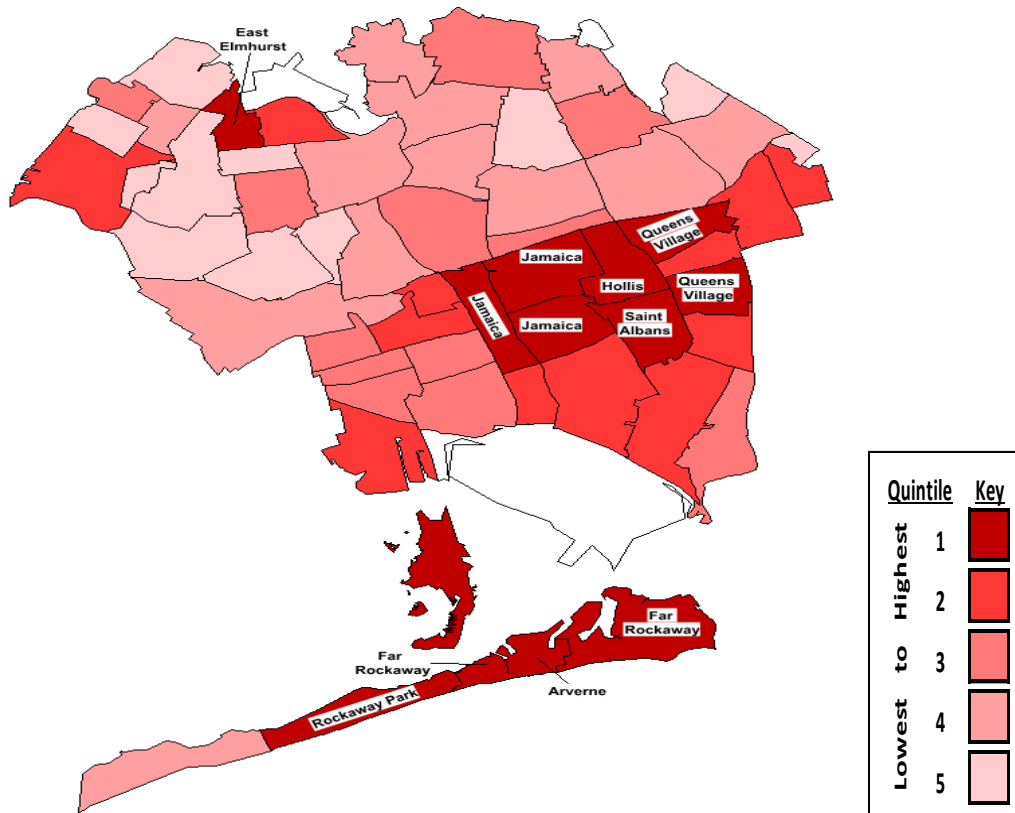 East
Elmhurst
Queens
Village
Jamaica
Hollis
Queens
Village
Jamaica
Jamaica
Saint
Albans
Far
Rockaway
Far
Rockaway
Arverne
Rockaway Park
Quintile Key
Lowest to Highest
1
2
3
4
5